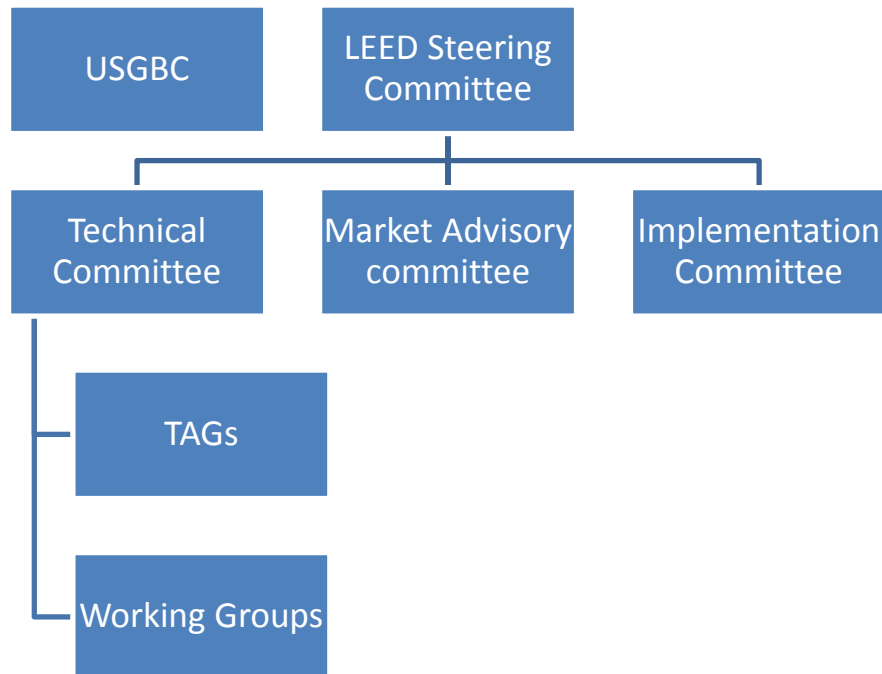 USGBC
LEED Steering
Committee
Technical
Committee
Market Advisory
committee
Implementation
Committee
TAGs
Working Groups